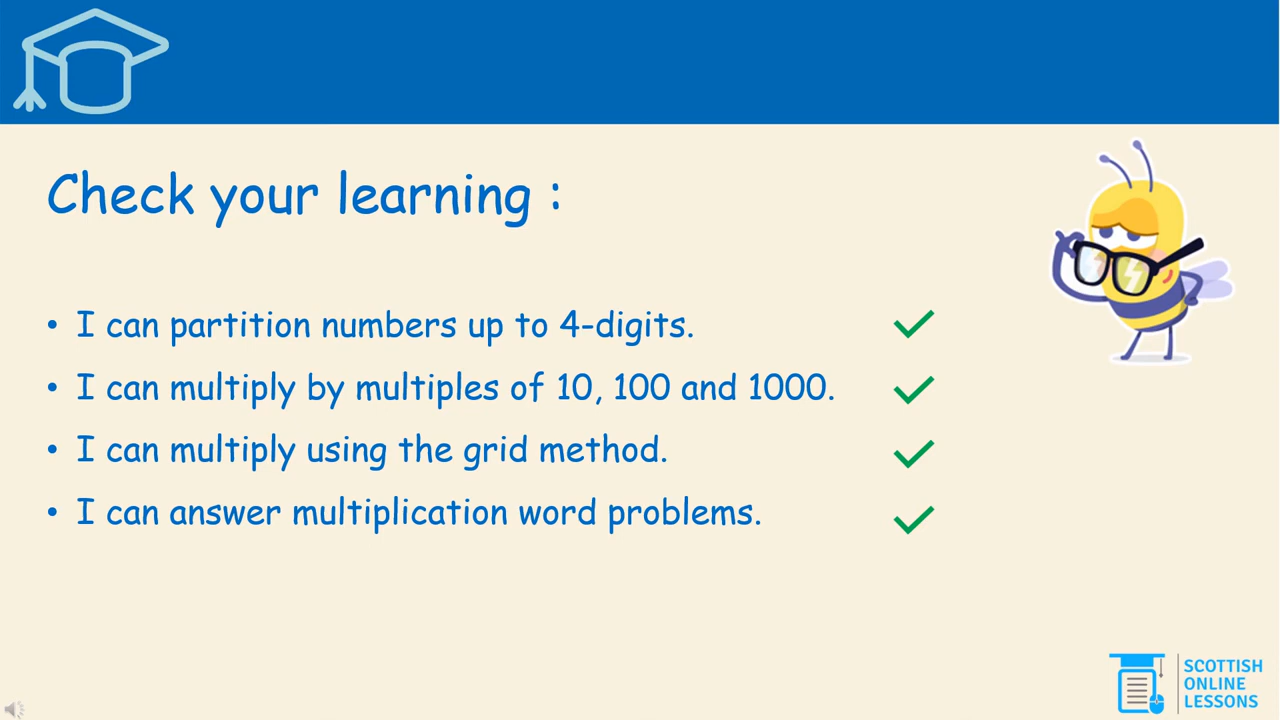 Check your learning :
• I can partition numbers up to 4-digits.
• I can multiply by multiples of 10, 100 and 1000.
• I can multiply using the grid method.
• I can answer multiplication word problems.
SCOTTISH
ONLINE
LESSONS